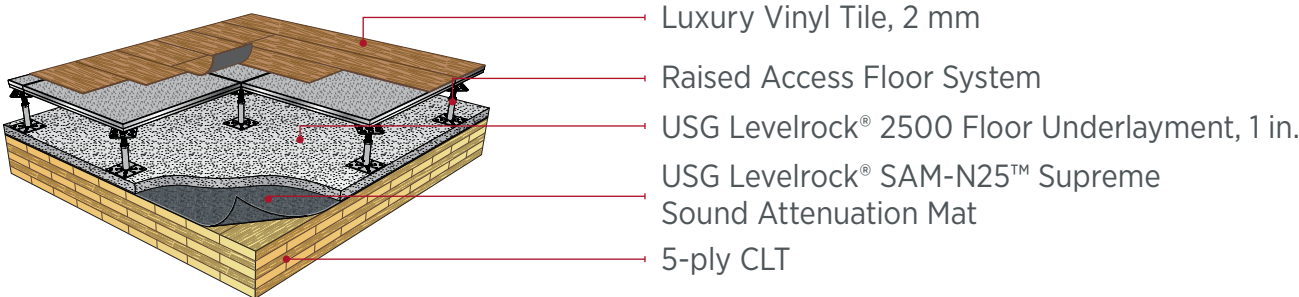 Luxury Vinyl Tile, 2 mm
Raised Access Floor System
USG Levelrock® 2500 Floor Underlayment, 1 in.
USG Levelrock® SAM-N25™ Supreme
Sound Attenuation Mat
5-ply CLT